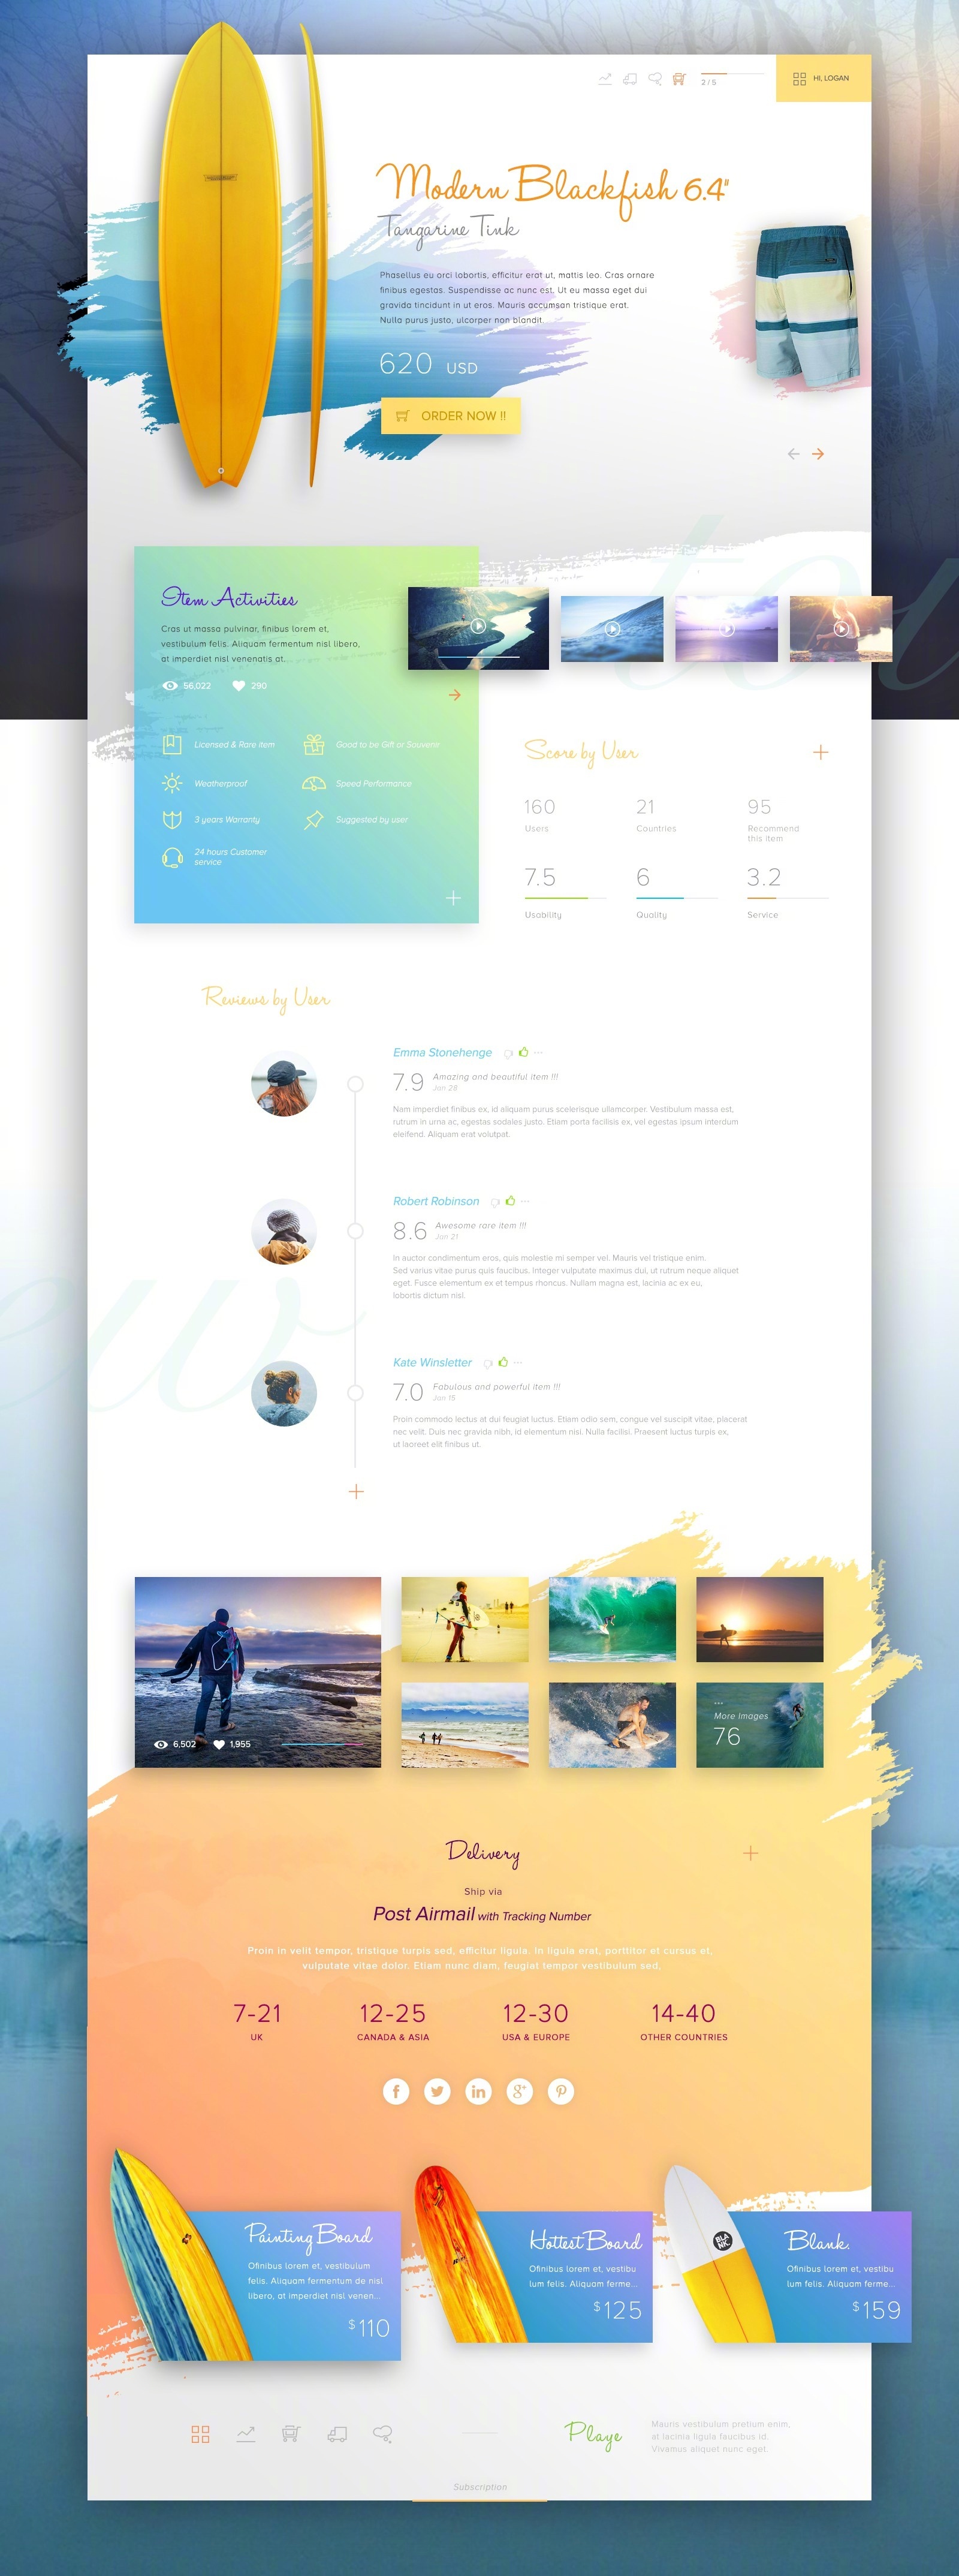 2 / 5
HI, LOGAN
Modern Blackfish 6.4"
Tangarine Tink
Phasellus eu orci lobortis, efficitur erat ut, mattis leo. Cras ornare
finibus egestas. Suspendisse ac nunc est. Ut eu massa eget dui
gravida tincidunt in ut eros. Mauris accumsan tristique erat.
Nulla purus justo, ulcorper non blandit.
620 USD
ORDER NOW !!
Item Activities
Cras ut massa pulvinar, finibus lorem et,
vestibulum felis. Aliquam fermentum nisl libero,
at imperdiet nisl venenatis at.
56,022
290
Licensed & Rare item
Good to be Gift or Souvenir
Weatherproof
Speed Performance
3 years Warranty
Suggested by user
24 hours Customer
service
Score by User
160
21
95
Users
Countries
Recommend
this item
7.5
6
3.2
Usability
Quality
Service
Reviews by User
Emma Stonehenge
7.9
Amazing and beautiful item !!!
Jan 28
Nam imperdiet finibus ex, id aliquam purus scelerisque ullamcorper. Vestibulum massa est,
rutrum in urna ac, egestas sodales justo. Etiam porta facilisis ex, vel egestas ipsum interdum
eleifend. Aliquam erat volutpat.
Robert Robinson
8.6
Awesome rare item !!!
Jan 21
In auctor condimentum eros, quis molestie mi semper vel. Mauris vel tristique enim.
Sed varius vitae purus quis faucibus. Integer vulputate maximus dui, ut rutrum neque aliquet
eget. Fusce elementum ex et tempus rhoncus. Nullam magna est, lacinia ac ex eu,
lobortis dictum nisl.
Kate Winsletter
7.0
Fabulous and powerful item !!!
Jan 15
Proin commodo lectus at dui feugiat luctus. Etiam odio sem, congue vel suscipit vitae, placerat
nec velit. Duis nec gravida nibh, id elementum nisi. Nulla facilisi. Praesent luctus turpis ex,
ut laoreet elit finibus ut.
6,502
1,955
More Images
76
Delivery
Ship via
Post Airmail with Tracking Number
Proin in velit tempor, tristique turpis sed, efficitur ligula. In ligula erat, porttitor et cursus et,
vulputate vitae dolor. Etiam nunc diam, feugiat tempor vestibulum sed.
7-21
12-25
12-30
14-40
UK
CANADA & ASIA
USA & EUROPE
OTHER COUNTRIES
Painting Board
Ofinibus lorem et, vestibulum
felis. Aliquam fermentum de nisl
libero, at imperdiet nisl venen...
$110
Hottest Board
Ofinibus lorem et, vestibu
lum felis. Aliquam ferme...
$125
BLA
NK.
Blank.
Ofinibus lorem et, vestibu
lum felis. Aliquam ferme...
$159
Playe
Mauris vestibulum pretium enim,
at lacinia ligula faucibus id.
Vivamus aliquet nunc eget.
Subscription